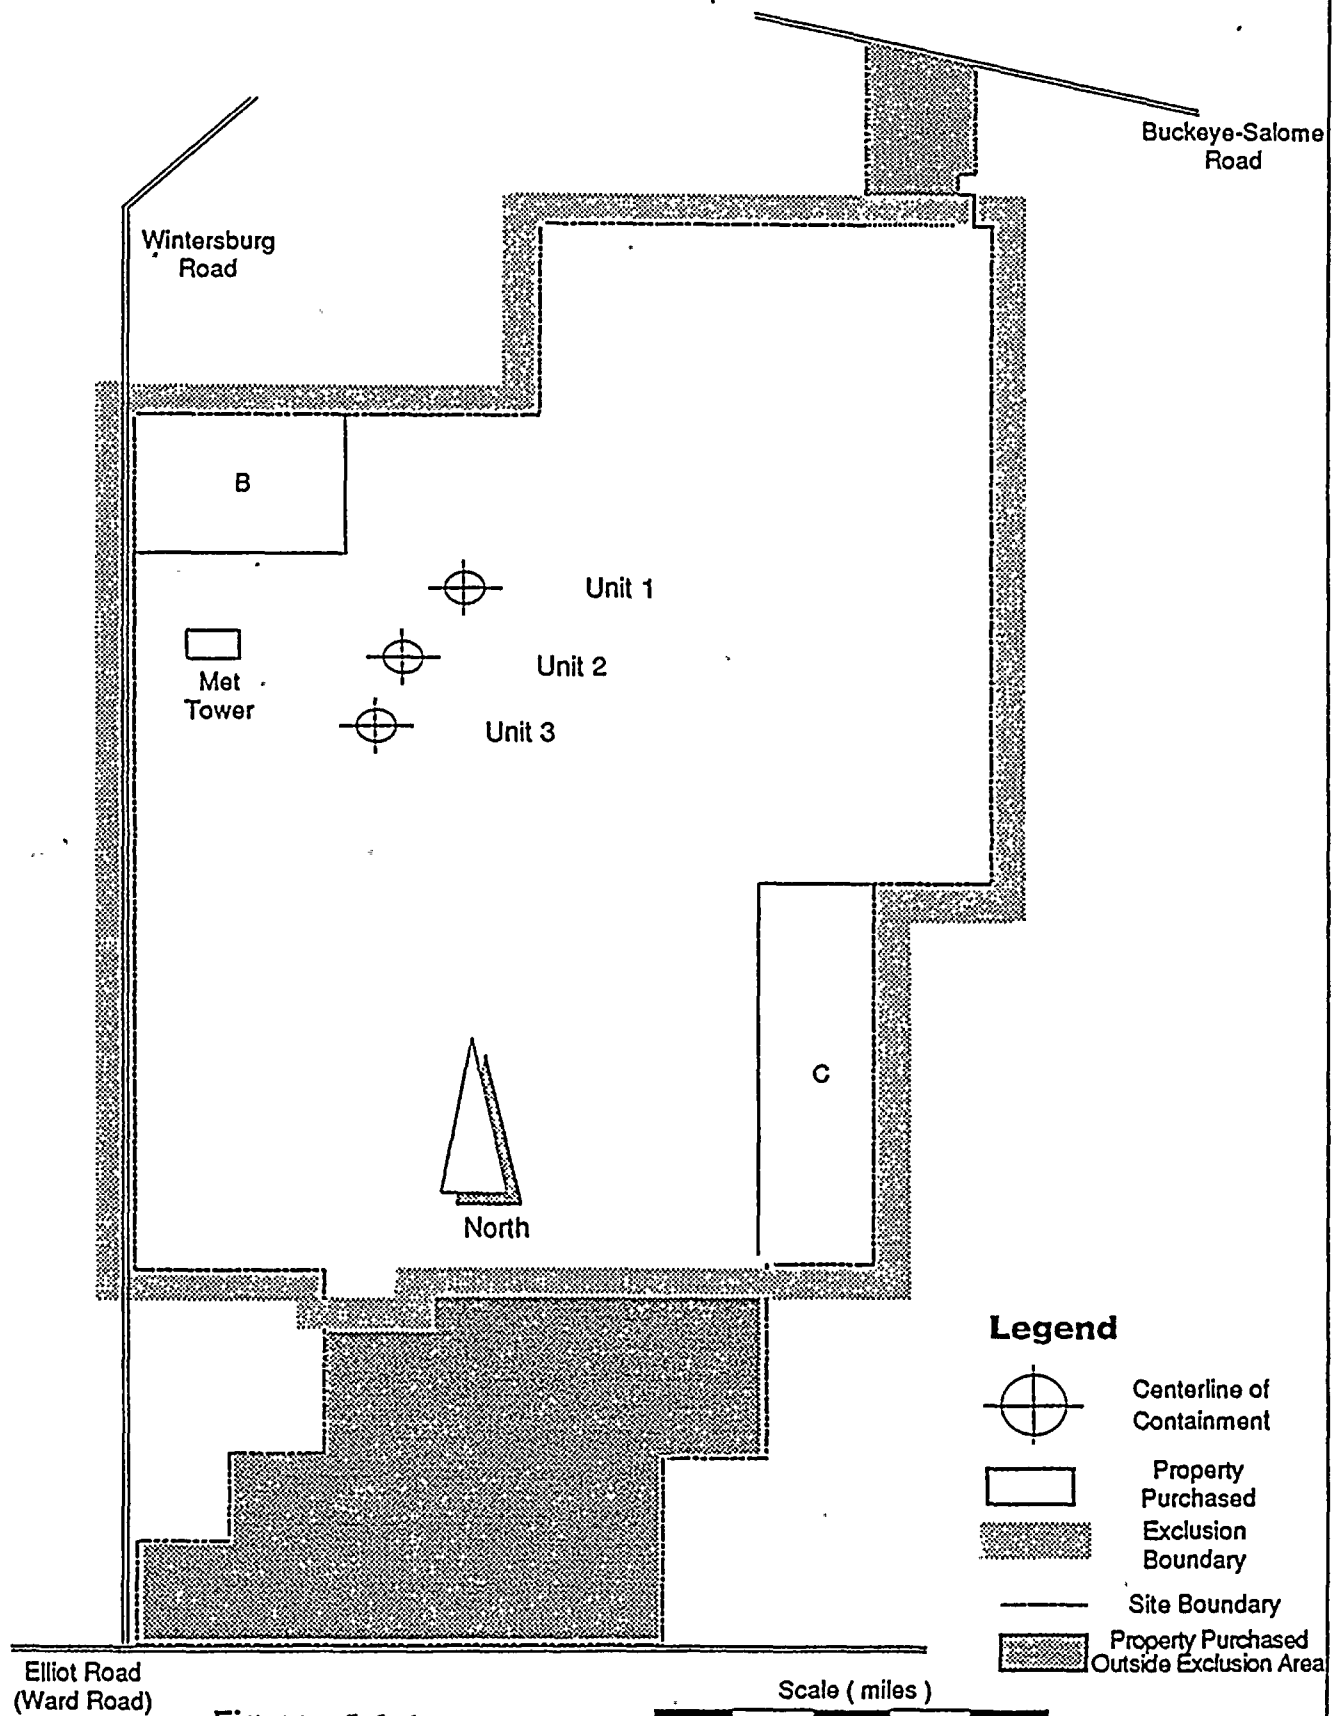 Buckeye-Salome
Road
Wintersburg
Road
B
Unit 1
Unit 2
Met
Tower
Unit 3
C
North
Legend
Centerline of
Containment
Property
Purchased
Exclusion
Boundary
Site Boundary
Property Purchased
Outside Exclusion Area
Elliot Road
(Ward Road)
Scale ( miles )